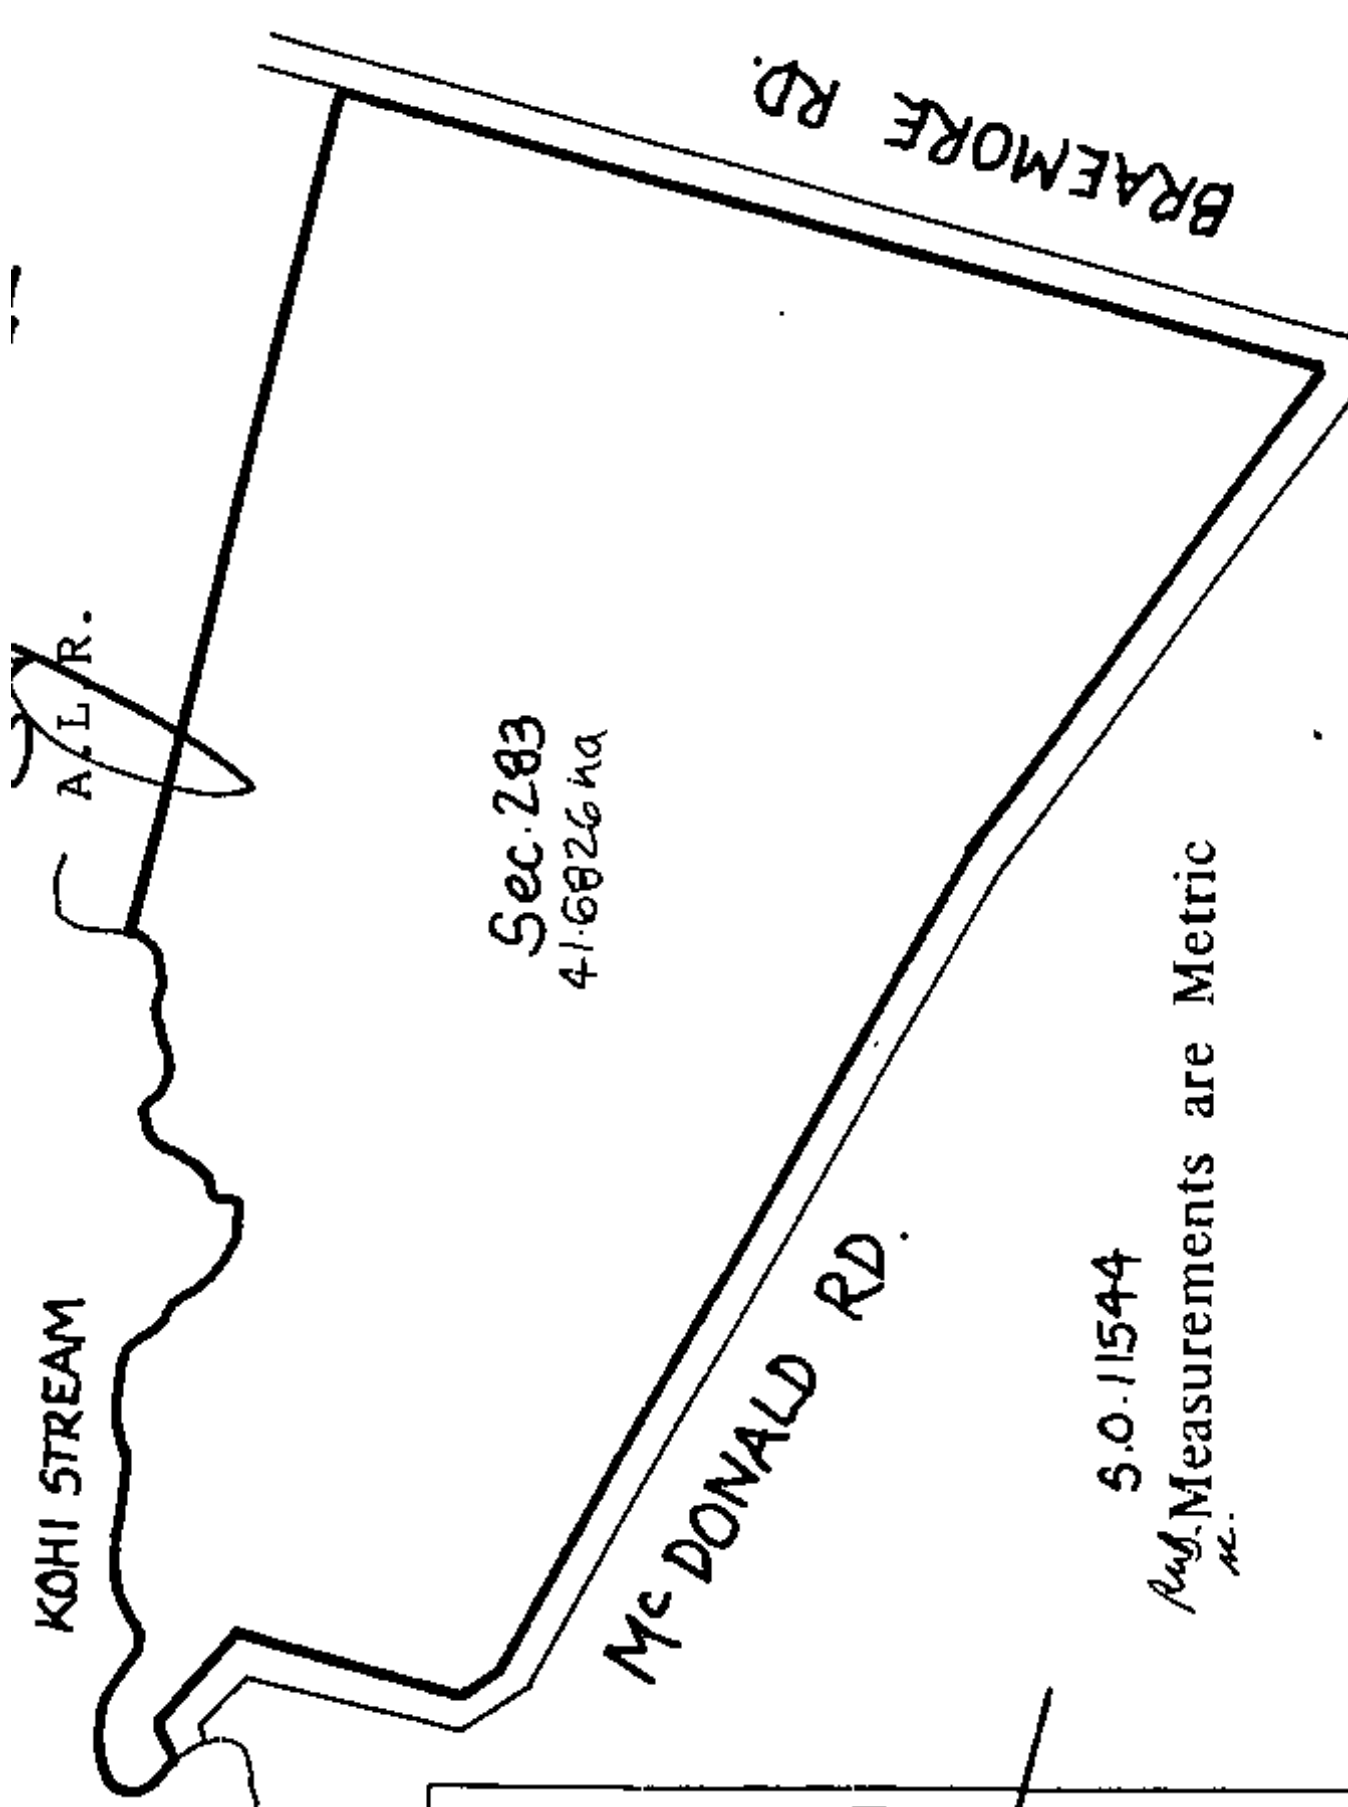 BRAEMORE RD.
A.L.R.
Sec. 283
41.6826 ha
KOHI STREAM
Mc DONALD RD.
S.O. 11544
Measurements are Metric